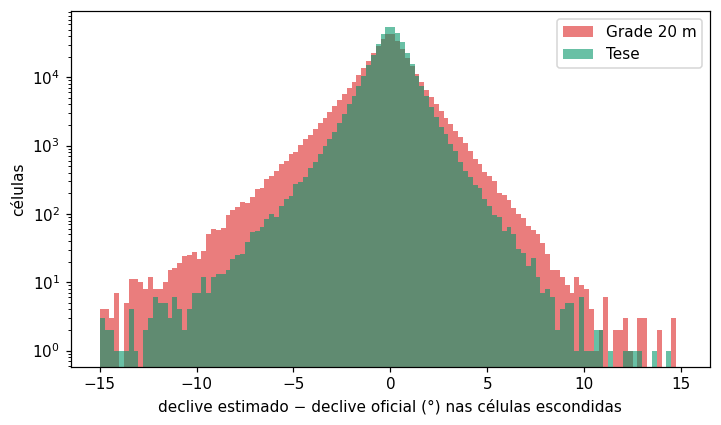 Grade 20 m
Tese
células
10⁴
10³
10²
10¹
10⁰
−15 −10 −5 0 5 10 15
declive estimado − declive oficial (°) nas células escondidas